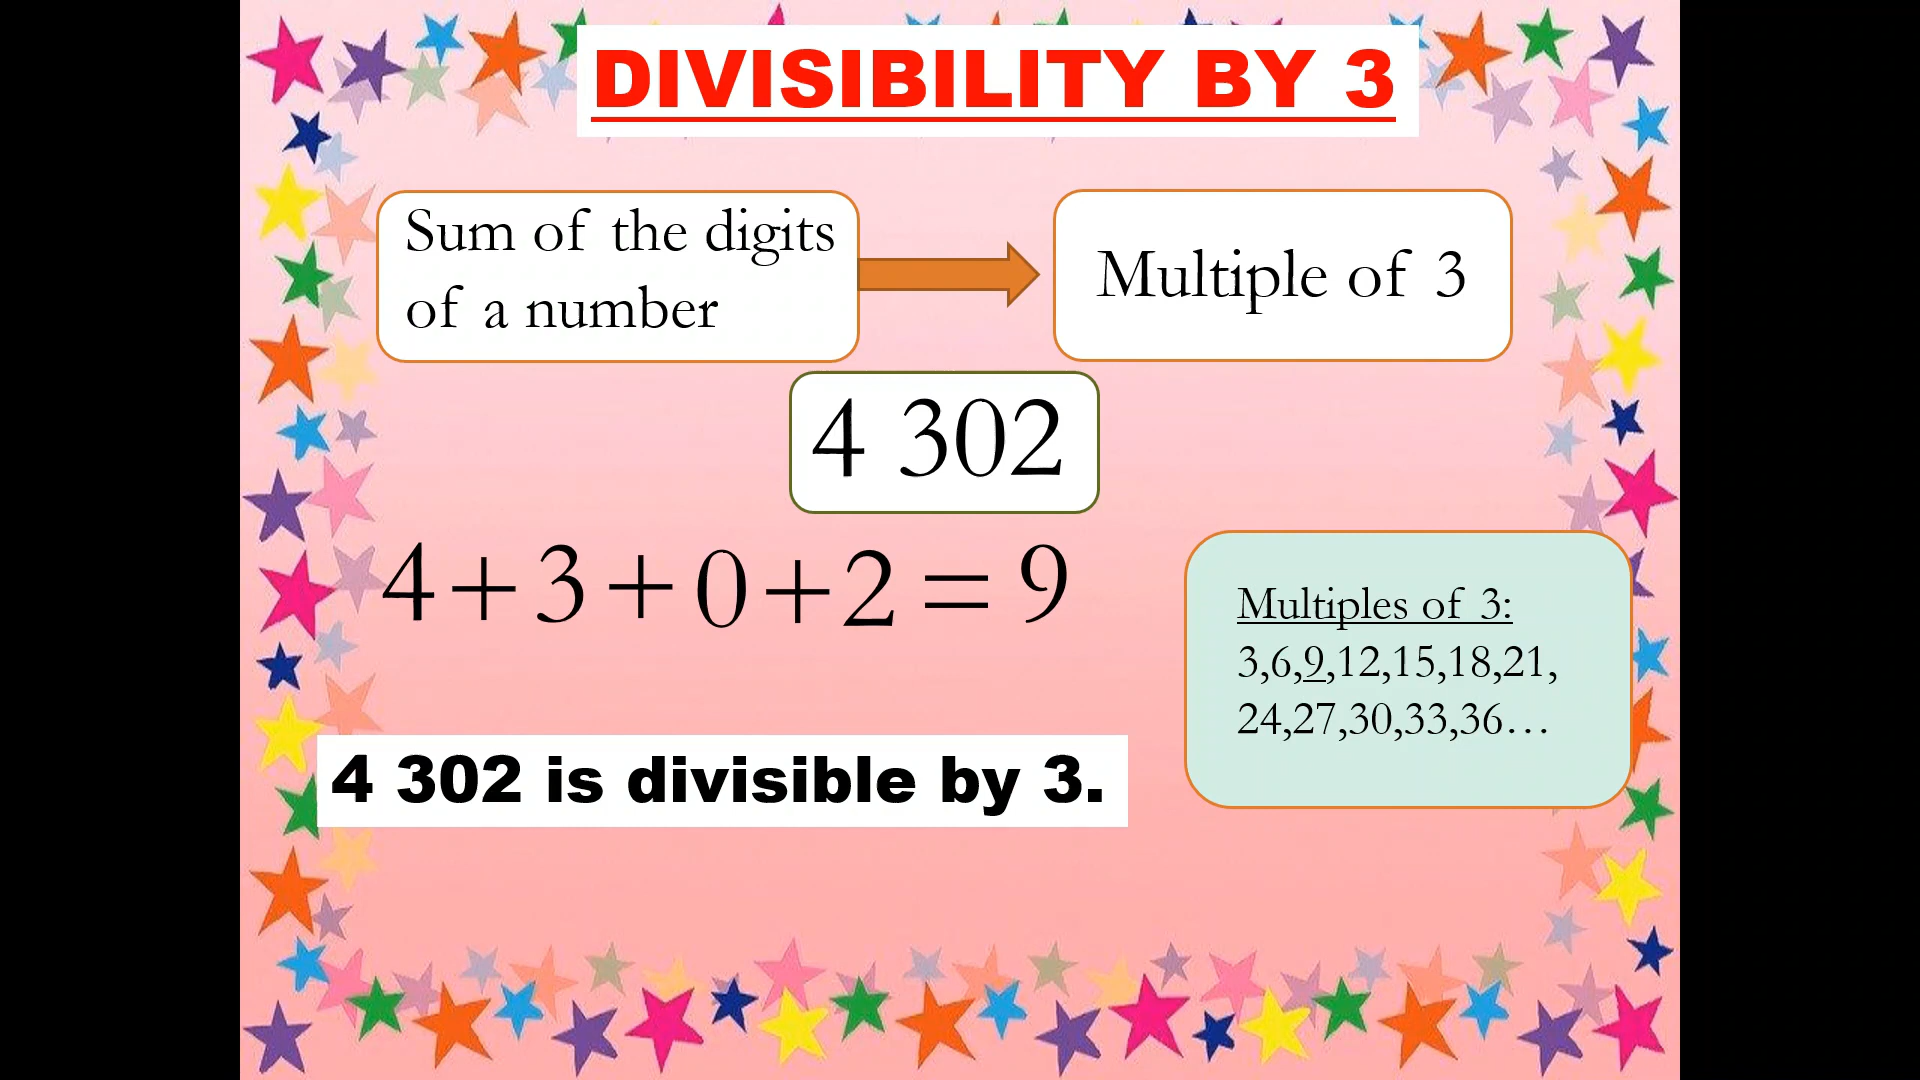 DIVISIBILITY BY 3
Sum of the digits
of a number
Multiple of 3
4 302
4+3+0+2=9
Multiples of 3:
3,6,9,12,15,18,21,
24,27,30,33,36…
4 302 is divisible by 3.